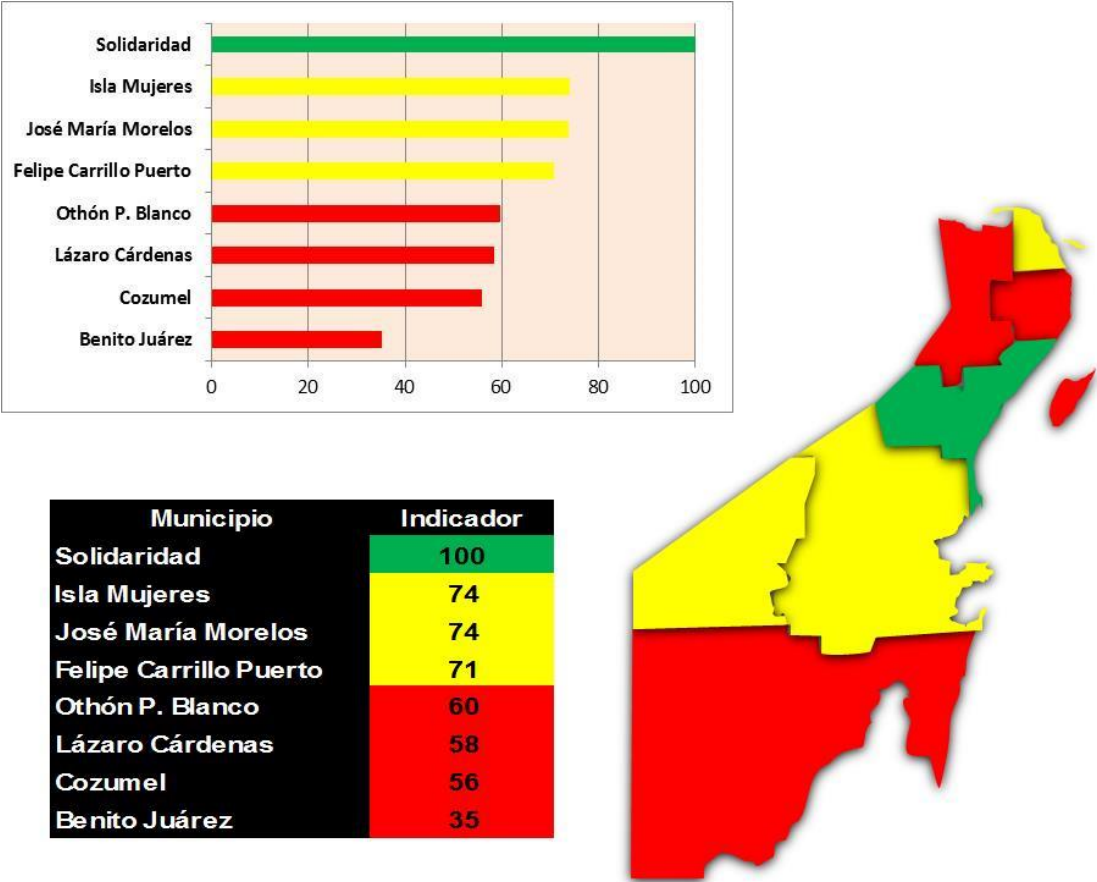 Solidaridad
Isla Mujeres
José María Morelos
Felipe Carrillo Puerto
Othón P. Blanco
Lázaro Cárdenas
Cozumel
Benito Juárez
0 20 40 60 80 100
Municipio Indicador
Solidaridad 100
Isla Mujeres 74
José María Morelos 74
Felipe Carrillo Puerto 71
Othón P. Blanco 60
Lázaro Cárdenas 58
Cozumel 56
Benito Juárez 35